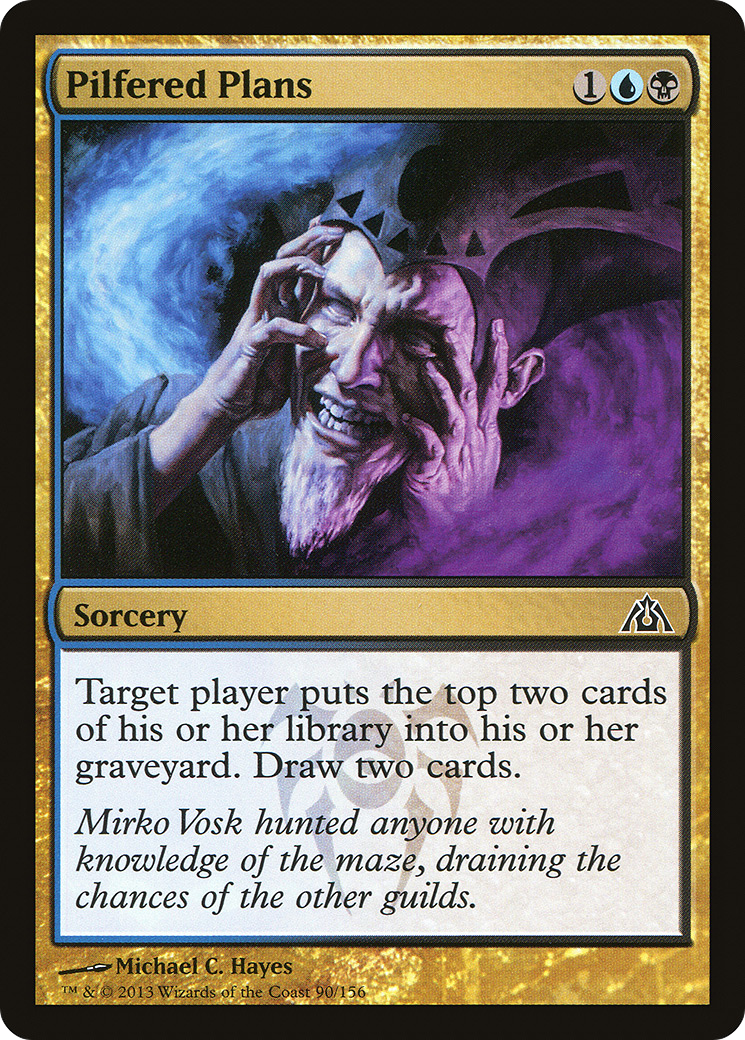 Pilfered Plans
1
Sorcery
Target player puts the top two cards
of his or her library into his or her
graveyard. Draw two cards.
Mirko Vosk hunted anyone with
knowledge of the maze, draining the
chances of the other guilds.
Michael C. Hayes
™ & © 2013 Wizards of the Coast 90/156